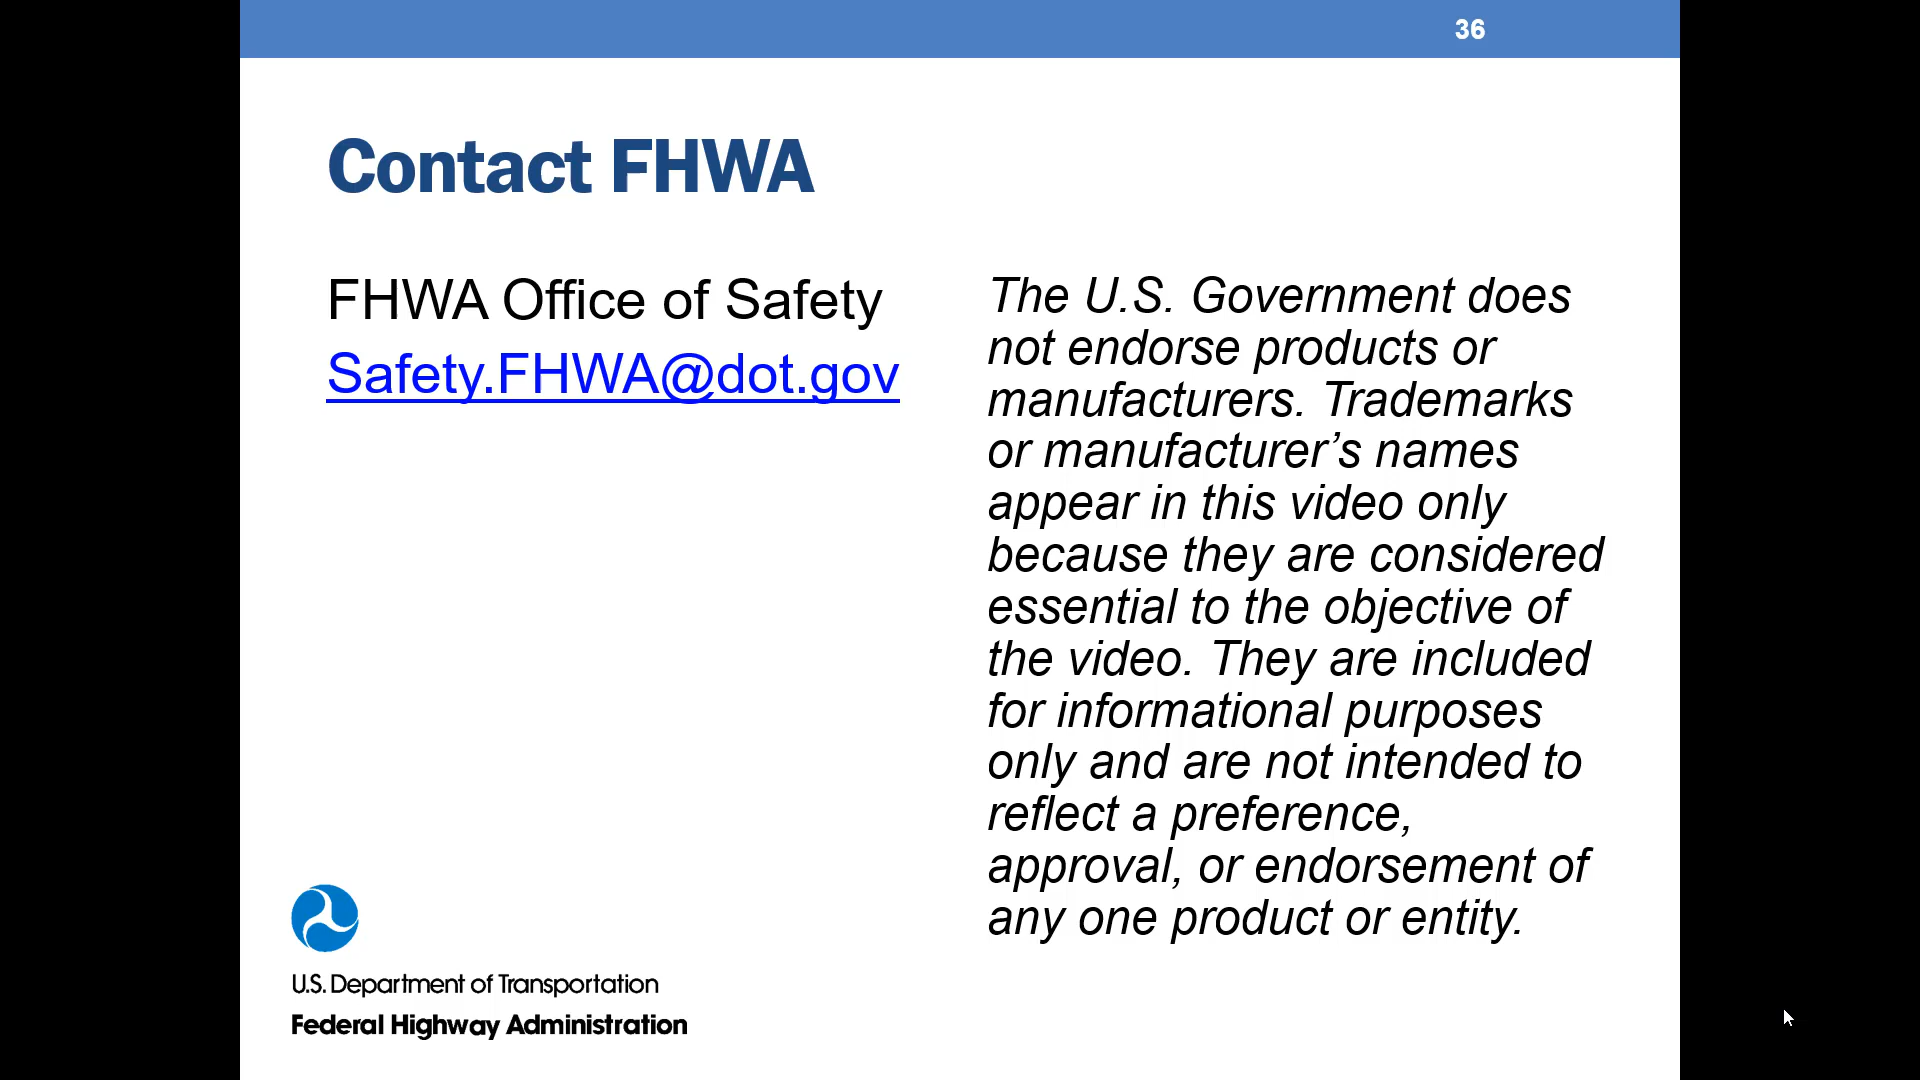 36
Contact FHWA
FHWA Office of Safety
Safety.FHWA@dot.gov
The U.S. Government does
not endorse products or
manufacturers. Trademarks
or manufacturer’s names
appear in this video only
because they are considered
essential to the objective of
the video. They are included
for informational purposes
only and are not intended to
reflect a preference,
approval, or endorsement of
any one product or entity.
U.S. Department of Transportation
Federal Highway Administration